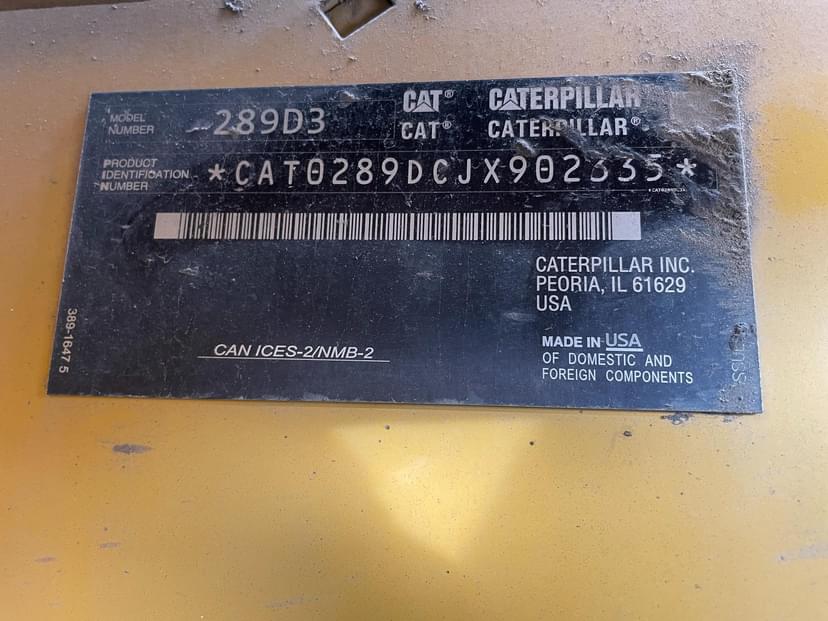 MODEL NUMBER 289D3
CAT® CATERPILLAR
CAT® CATERPILLAR®
PRODUCT IDENTIFICATION NUMBER *CAT0289DCJX902335*
CATERPILLAR INC.
PEORIA, IL 61629
USA
MADE IN USA
OF DOMESTIC AND
FOREIGN COMPONENTS
CAN ICES-2/NMB-2
389-1647 5